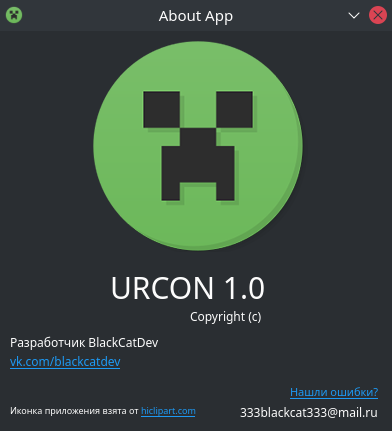 About App
URCON 1.0
Copyright (c)
Разработчик BlackCatDev
vk.com/blackcatdev
Нашли ошибки?
Иконка приложения взята от hiclipart.com
333blackcat333@mail.ru